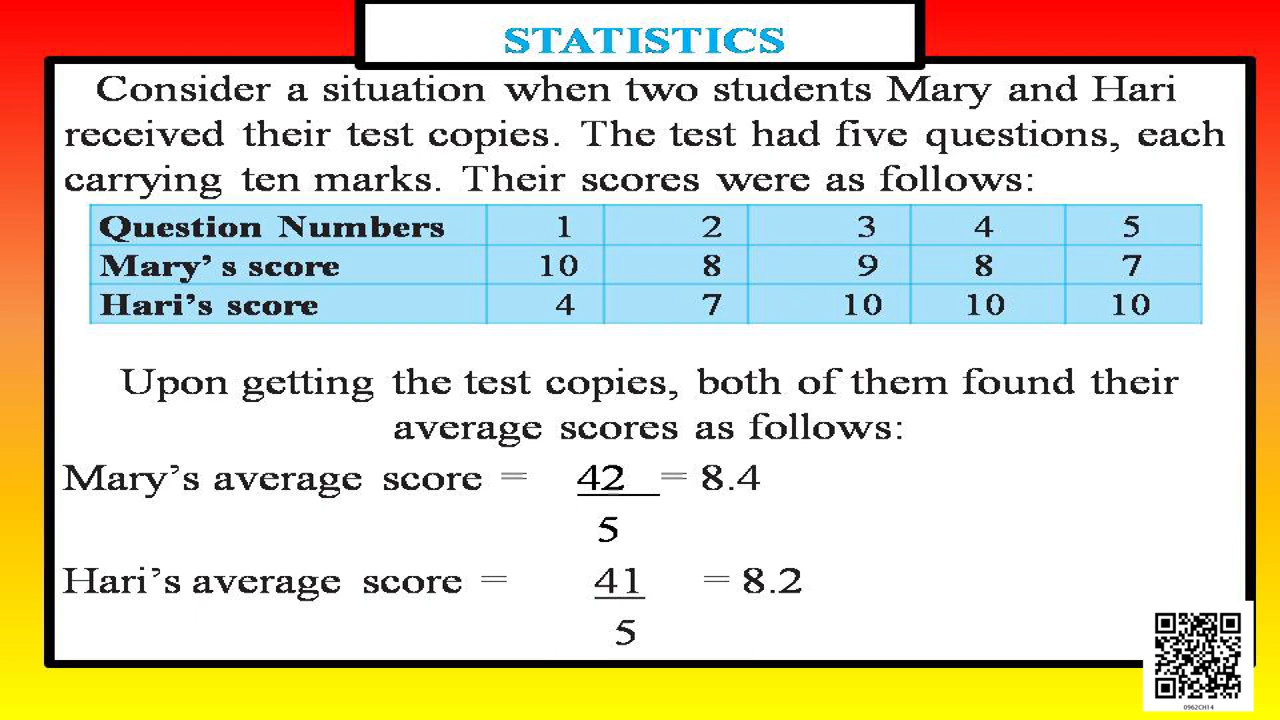 STATISTICS
Consider a situation when two students Mary and Hari
received their test copies. The test had five questions, each
carrying ten marks. Their scores were as follows:
Question Numbers 1 2 3 4 5
Mary’ s score 10 8 9 8 7
Hari’s score 4 7 10 10 10
Upon getting the test copies, both of them found their
average scores as follows:
Mary’s average score = 42 = 8.4
5
Hari’s average score = 41 = 8.2
5
0962CH14